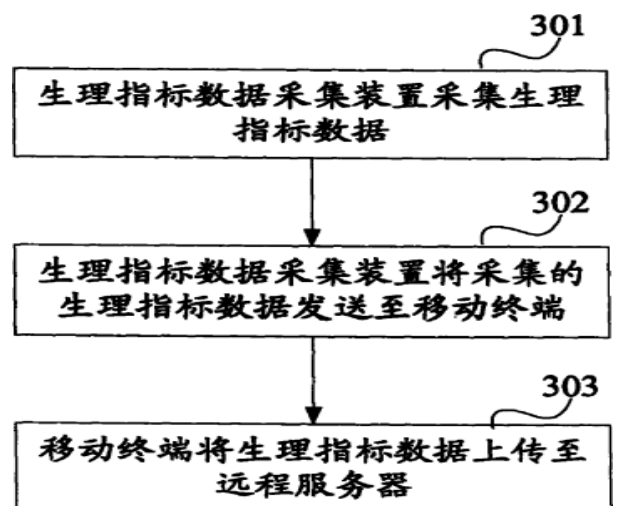 301
生理指标数据采集装置采集生理
指标数据
302
生理指标数据采集装置将采集的
生理指标数据发送至移动终端
303
移动终端将生理指标数据上传至
远程服务器